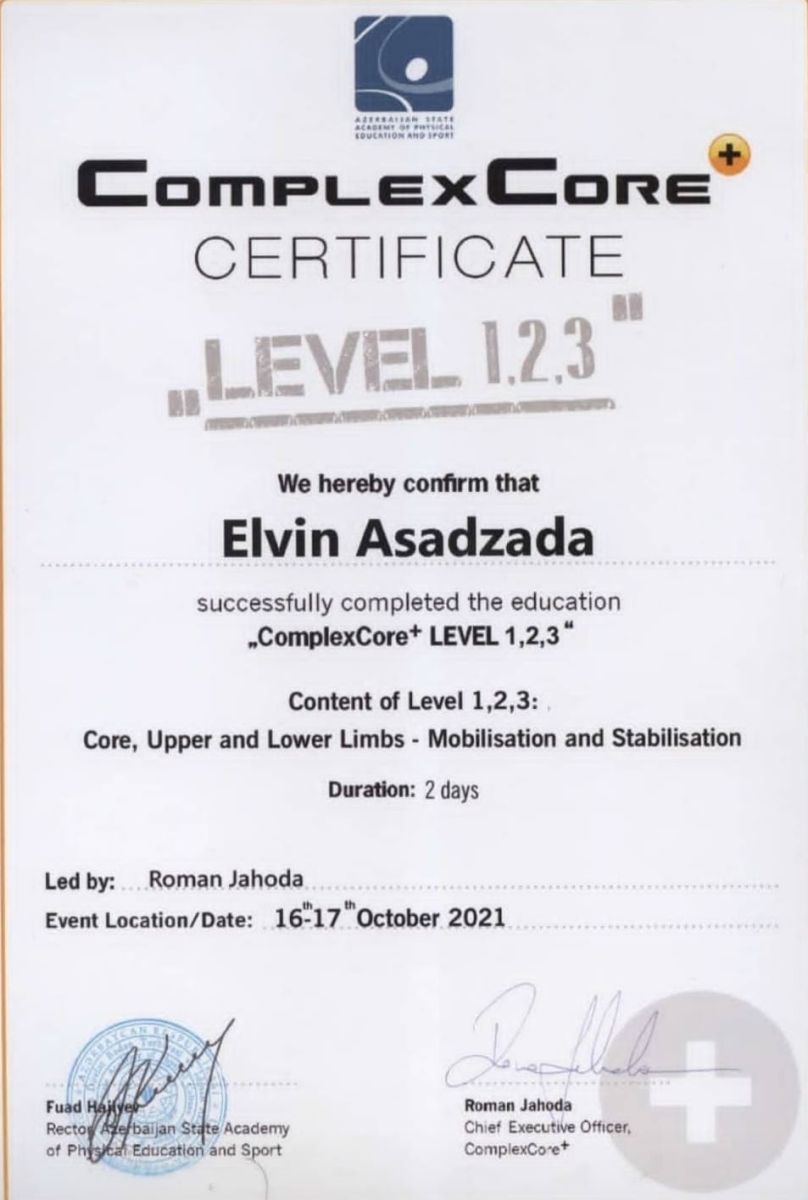 AZERBAIJAN STATE
ACADEMY OF PHYSICAL
EDUCATION AND SPORT
COMPLEXCORE+
CERTIFICATE
„LEVEL 1,2,3"
We hereby confirm that
Elvin Asadzada
successfully completed the education
„ComplexCore+ LEVEL 1,2,3“
Content of Level 1,2,3:
Core, Upper and Lower Limbs - Mobilisation and Stabilisation
Duration: 2 days
Led by: Roman Jahoda
Event Location/Date: 16th-17th October 2021
Fuad Hajiyev
Rector Azerbaijan State Academy
of Physical Education and Sport
Roman Jahoda
Chief Executive Officer,
ComplexCore+